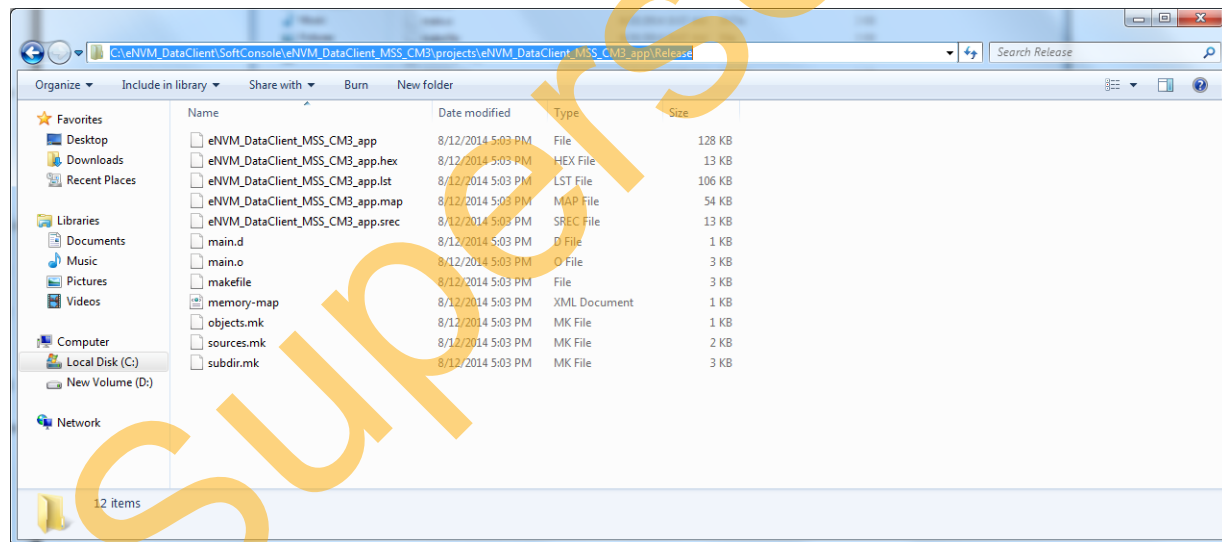 C:\eNVM_DataClient\SoftConsole\eNVM_DataClient_MSS_CM3\projects\eNVM_DataClient_MSS_CM3_app\Release
Search Release
Organize Include in library Share with Burn New folder
Favorites
Desktop
Downloads
Recent Places
Libraries
Documents
Music
Pictures
Videos
Computer
Local Disk (C:)
New Volume (D:)
Network
Name Date modified Type Size
eNVM_DataClient_MSS_CM3_app 8/12/2014 5:03 PM File 128 KB
eNVM_DataClient_MSS_CM3_app.hex 8/12/2014 5:03 PM HEX File 13 KB
eNVM_DataClient_MSS_CM3_app.lst 8/12/2014 5:03 PM LST File 106 KB
eNVM_DataClient_MSS_CM3_app.map 8/12/2014 5:03 PM MAP File 54 KB
eNVM_DataClient_MSS_CM3_app.srec 8/12/2014 5:03 PM SREC File 13 KB
main.d 8/12/2014 5:03 PM D File 1 KB
main.o 8/12/2014 5:03 PM O File 3 KB
makefile 8/12/2014 5:03 PM File 3 KB
memory-map 8/12/2014 5:03 PM XML Document 1 KB
objects.mk 8/12/2014 5:03 PM MK File 1 KB
sources.mk 8/12/2014 5:03 PM MK File 2 KB
subdir.mk 8/12/2014 5:03 PM MK File 3 KB
12 items
Superse